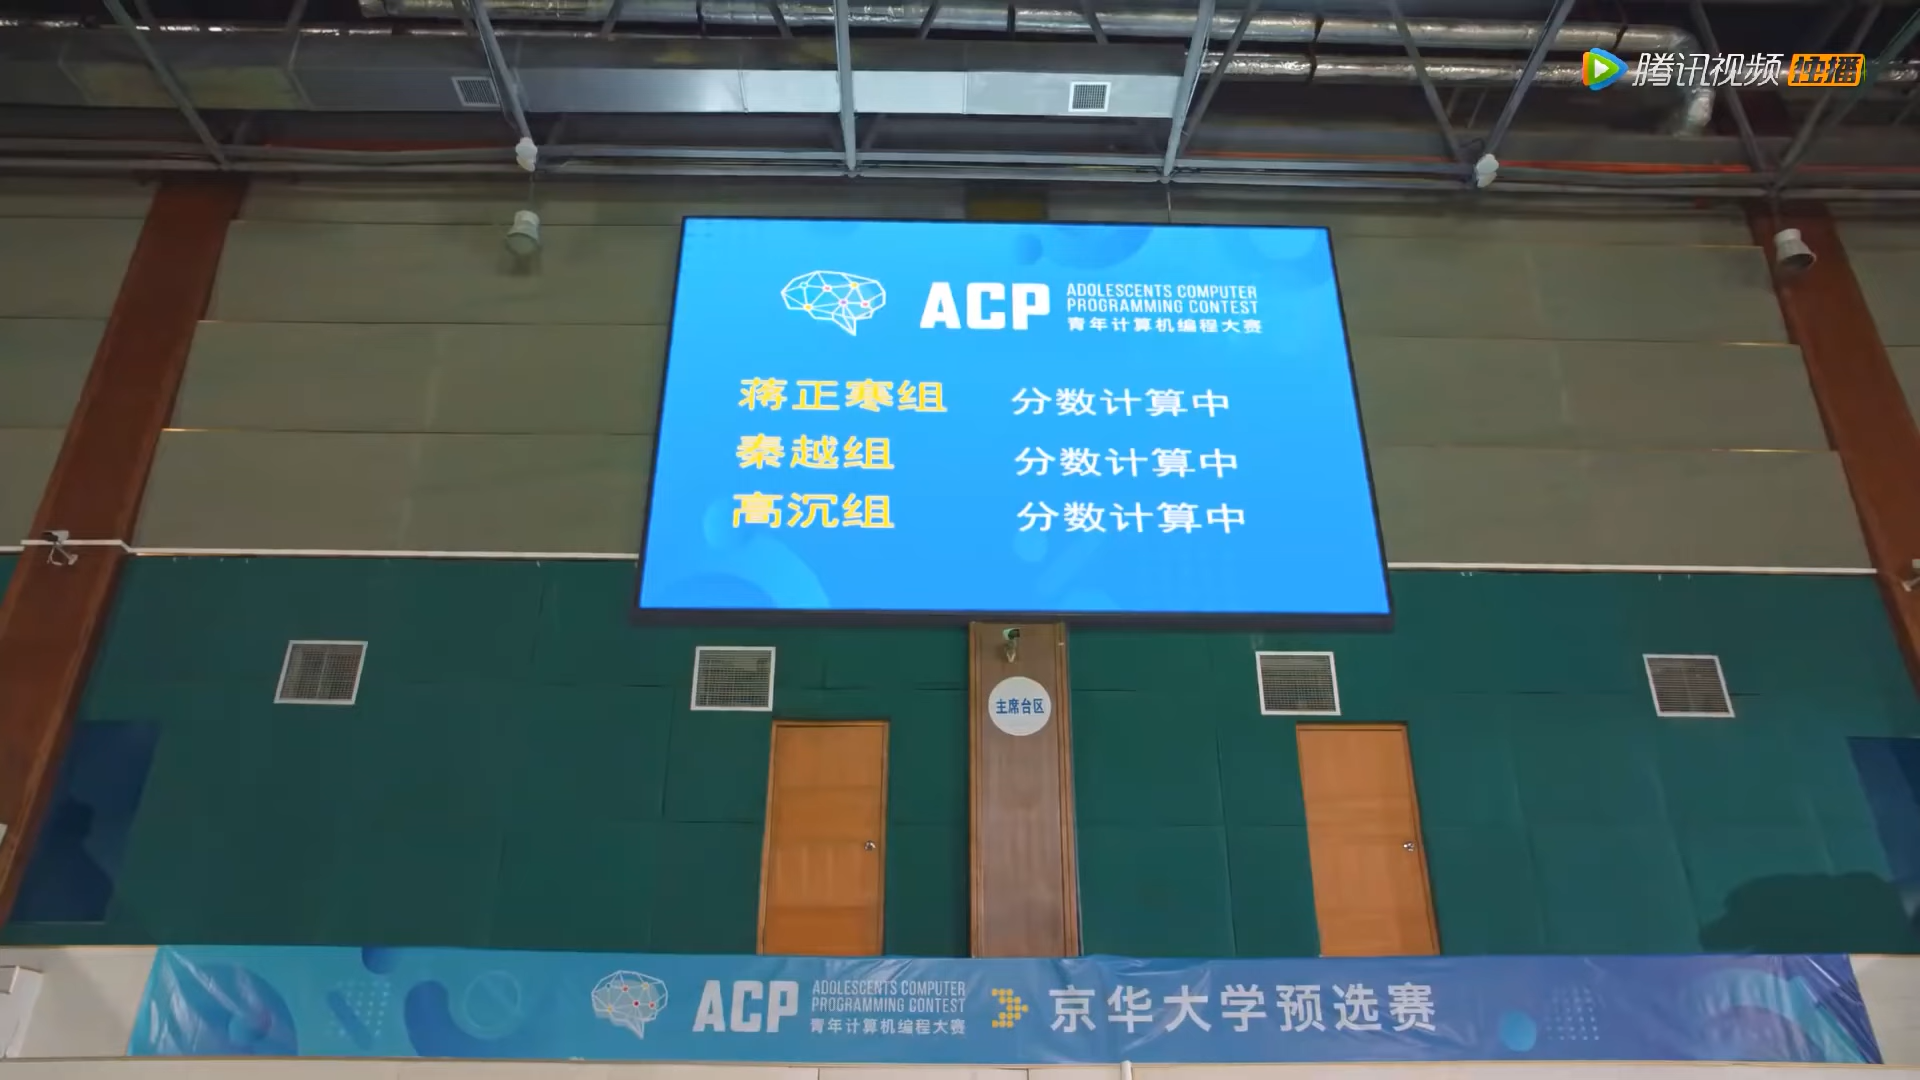 腾讯视频 独播
ACP
ADOLESCENTS COMPUTER
PROGRAMMING CONTEST
青年计算机编程大赛
蒋正寒组 分数计算中
秦越组 分数计算中
高沉组 分数计算中
主席台区
ACP
ADOLESCENTS COMPUTER
PROGRAMMING CONTEST
青年计算机编程大赛
京华大学预选赛